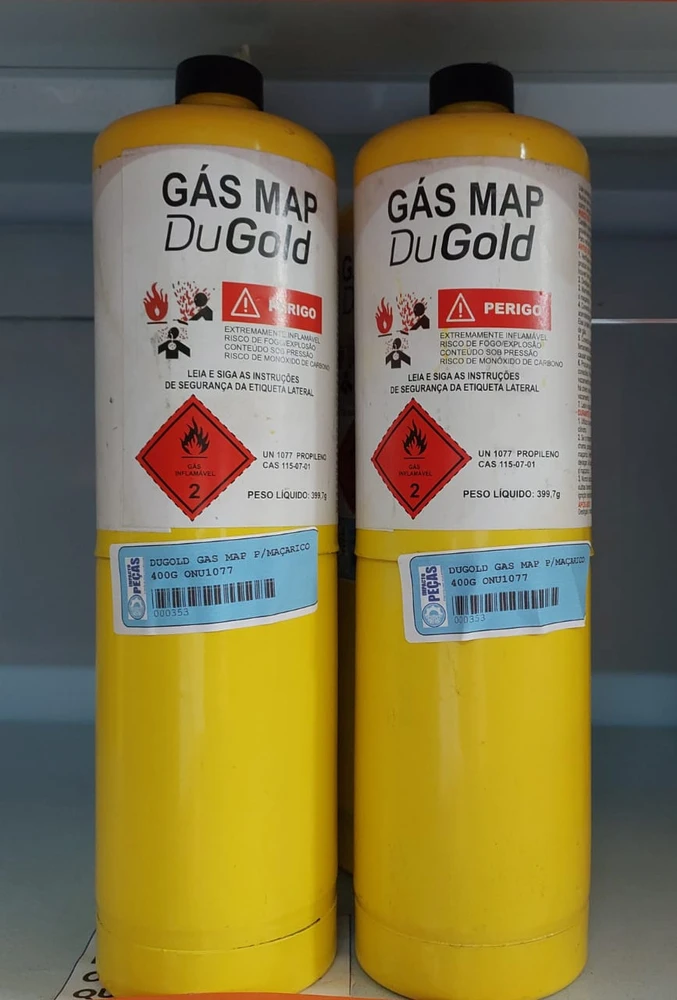 GÁS MAP
DuGold
PERIGO
EXTREMAMENTE INFLAMÁVEL
RISCO DE FOGO/EXPLOSÃO
CONTEÚDO SOB PRESSÃO
RISCO DE MONÓXIDO DE CARBONO
LEIA E SIGA AS INSTRUÇÕES
DE SEGURANÇA DA ETIQUETA LATERAL
GÁS
INFLAMÁVEL
2
UN 1077 PROPILENO
CAS 115-07-01
PESO LÍQUIDO: 399,7g
PEÇAS
DUGOLD GAS MAP P/MAÇARICO
400G ONU1077
000353
GÁS MAP
DuGold
PERIGO
EXTREMAMENTE INFLAMÁVEL
RISCO DE FOGO/EXPLOSÃO
CONTEÚDO SOB PRESSÃO
RISCO DE MONÓXIDO DE CARBONO
LEIA E SIGA AS INSTRUÇÕES
DE SEGURANÇA DA ETIQUETA LATERAL
GÁS
INFLAMÁVEL
2
UN 1077 PROPILENO
CAS 115-07-01
PESO LÍQUIDO: 399,7g
PEÇAS
DUGOLD GAS MAP P/MAÇARICO
400G ONU1077
000353